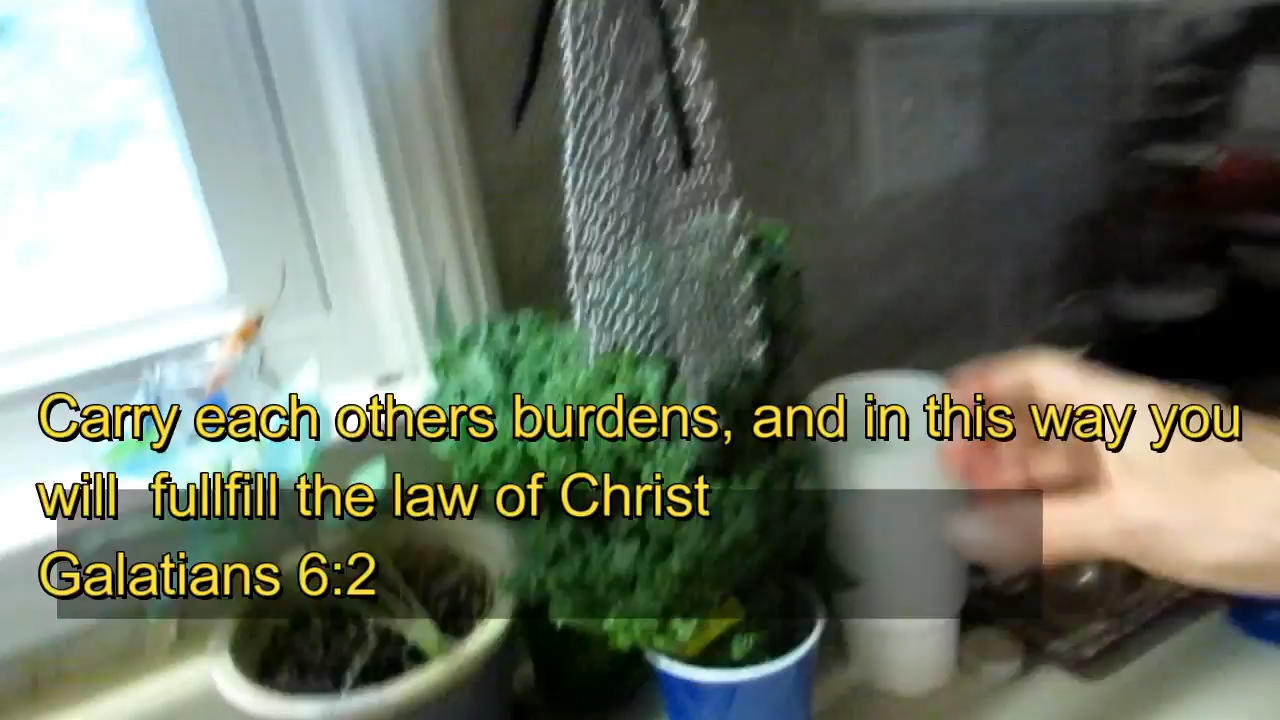 Carry each others burdens, and in this way you
will  fullfill the law of Christ
Galatians 6:2